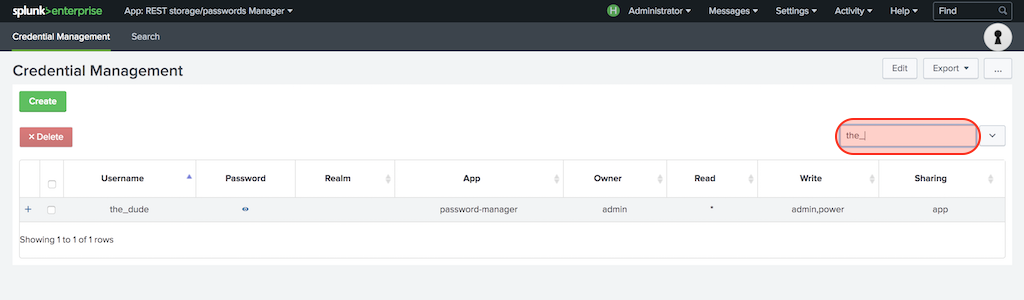 splunk>enterprise App: REST storage/passwords Manager H Administrator Messages Settings Activity Help Find
Credential Management Search
Credential Management Edit Export ...
Create
× Delete the_
Username Password Realm App Owner Read Write Sharing
+ the_dude password-manager admin * admin,power app
Showing 1 to 1 of 1 rows